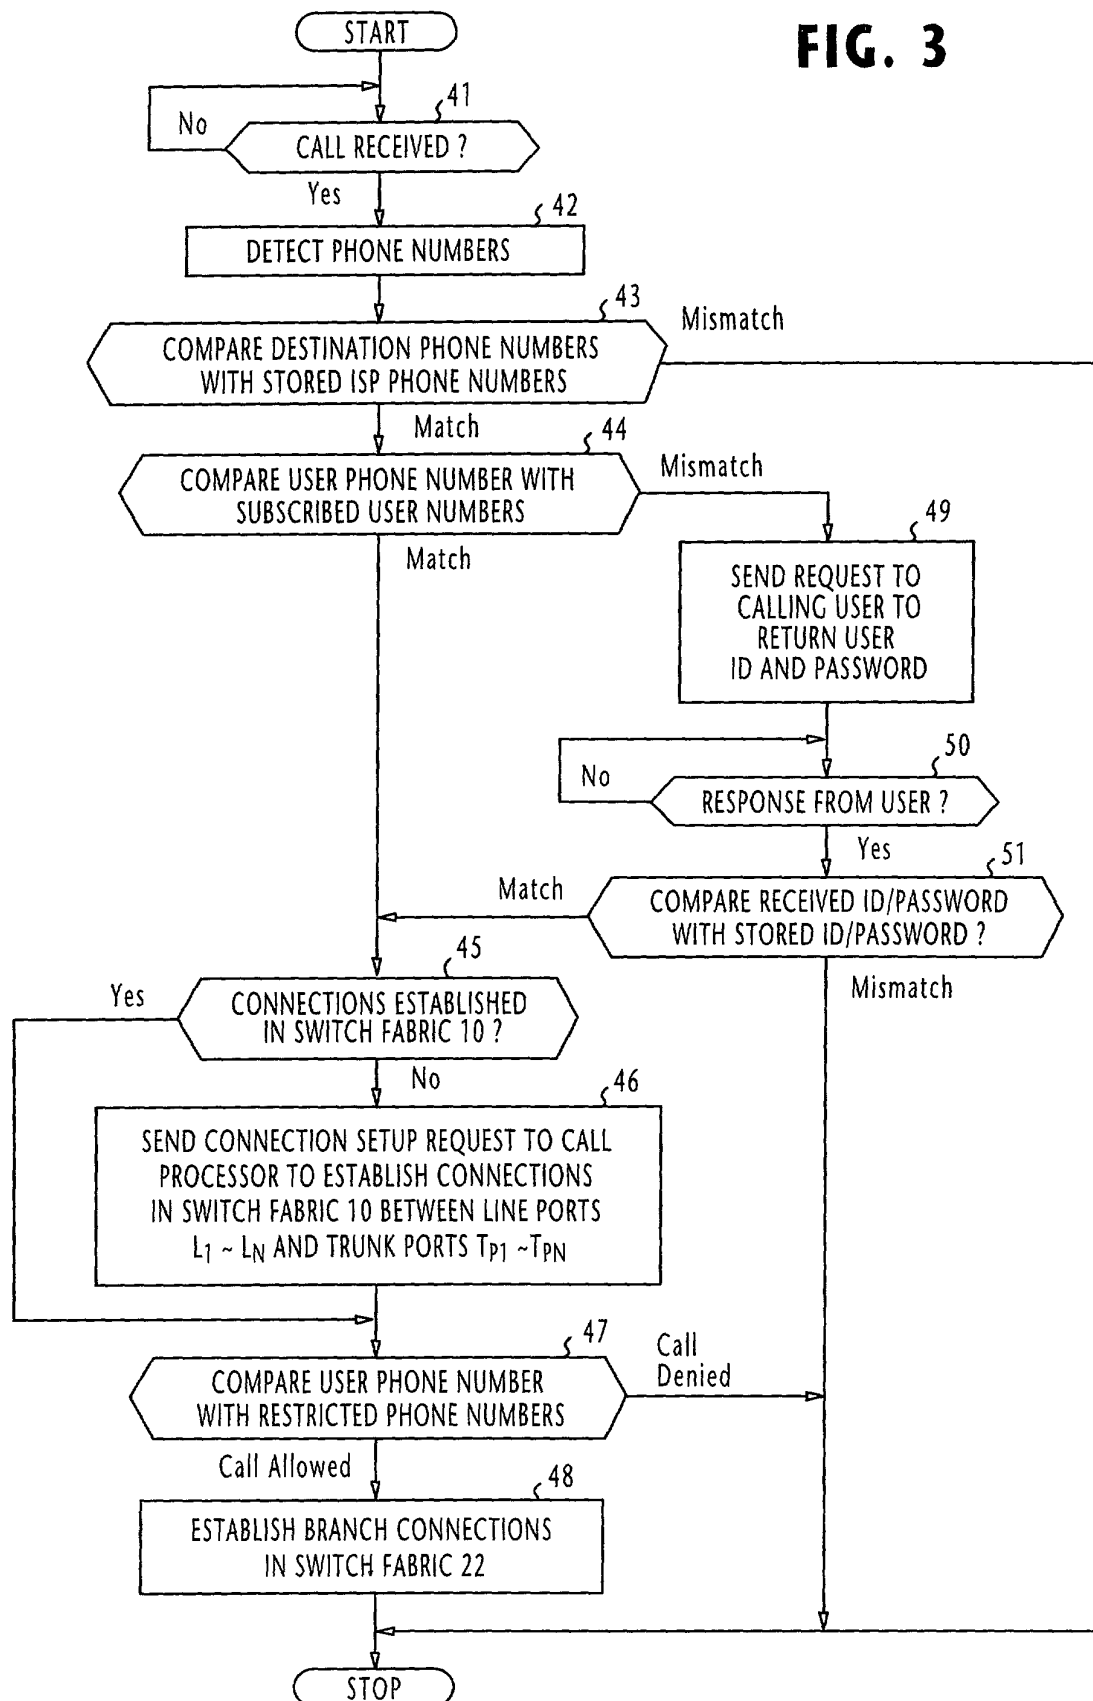 START
FIG. 3
41
No
CALL RECEIVED ?
Yes
42
DETECT PHONE NUMBERS
43
Mismatch
COMPARE DESTINATION PHONE NUMBERS
WITH STORED ISP PHONE NUMBERS
Match
44
COMPARE USER PHONE NUMBER WITH
SUBSCRIBED USER NUMBERS
Mismatch
Match
49
SEND REQUEST TO
CALLING USER TO
RETURN USER
ID AND PASSWORD
50
No
RESPONSE FROM USER ?
Yes
51
Match
COMPARE RECEIVED ID/PASSWORD
WITH STORED ID/PASSWORD ?
Mismatch
45
Yes
CONNECTIONS ESTABLISHED
IN SWITCH FABRIC 10 ?
No
46
SEND CONNECTION SETUP REQUEST TO CALL
PROCESSOR TO ESTABLISH CONNECTIONS
IN SWITCH FABRIC 10 BETWEEN LINE PORTS
L1 ~ LN AND TRUNK PORTS TP1 ~TPN
47
Call
Denied
COMPARE USER PHONE NUMBER
WITH RESTRICTED PHONE NUMBERS
Call Allowed
48
ESTABLISH BRANCH CONNECTIONS
IN SWITCH FABRIC 22
STOP